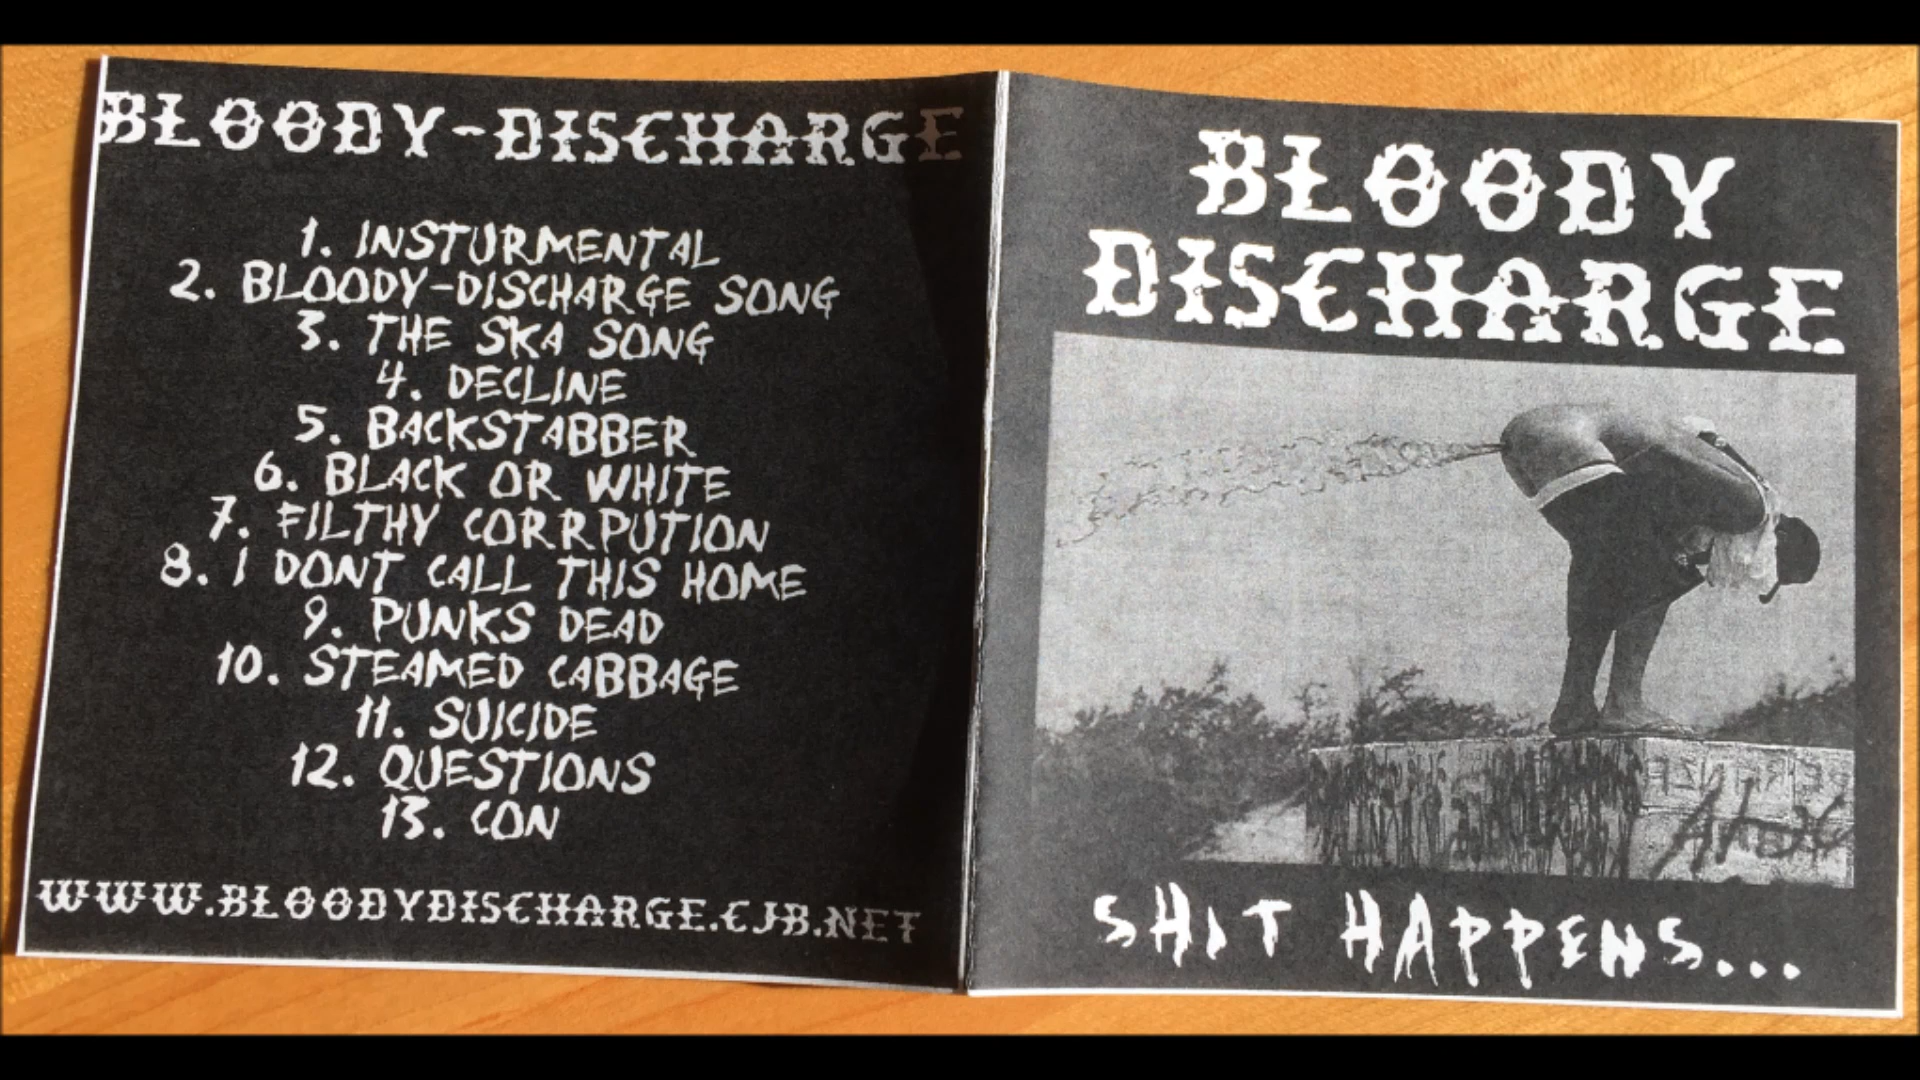 BLOODY-DISCHARGE
1. INSTURMENTAL
2. BLOODY-DISCHARGE SONG
3. THE SKA SONG
4. DECLINE
5. BACKSTABBER
6. BLACK OR WHITE
7. FILTHY CORRPUTION
8. I DONT CALL THIS HOME
9. PUNKS DEAD
10. STEAMED CABBAGE
11. SUICIDE
12. QUESTIONS
13. CON
WWW.BLOODYDISCHARGE.CJB.NET
BLOODY
DISCHARGE
SHIT HAPPENS...